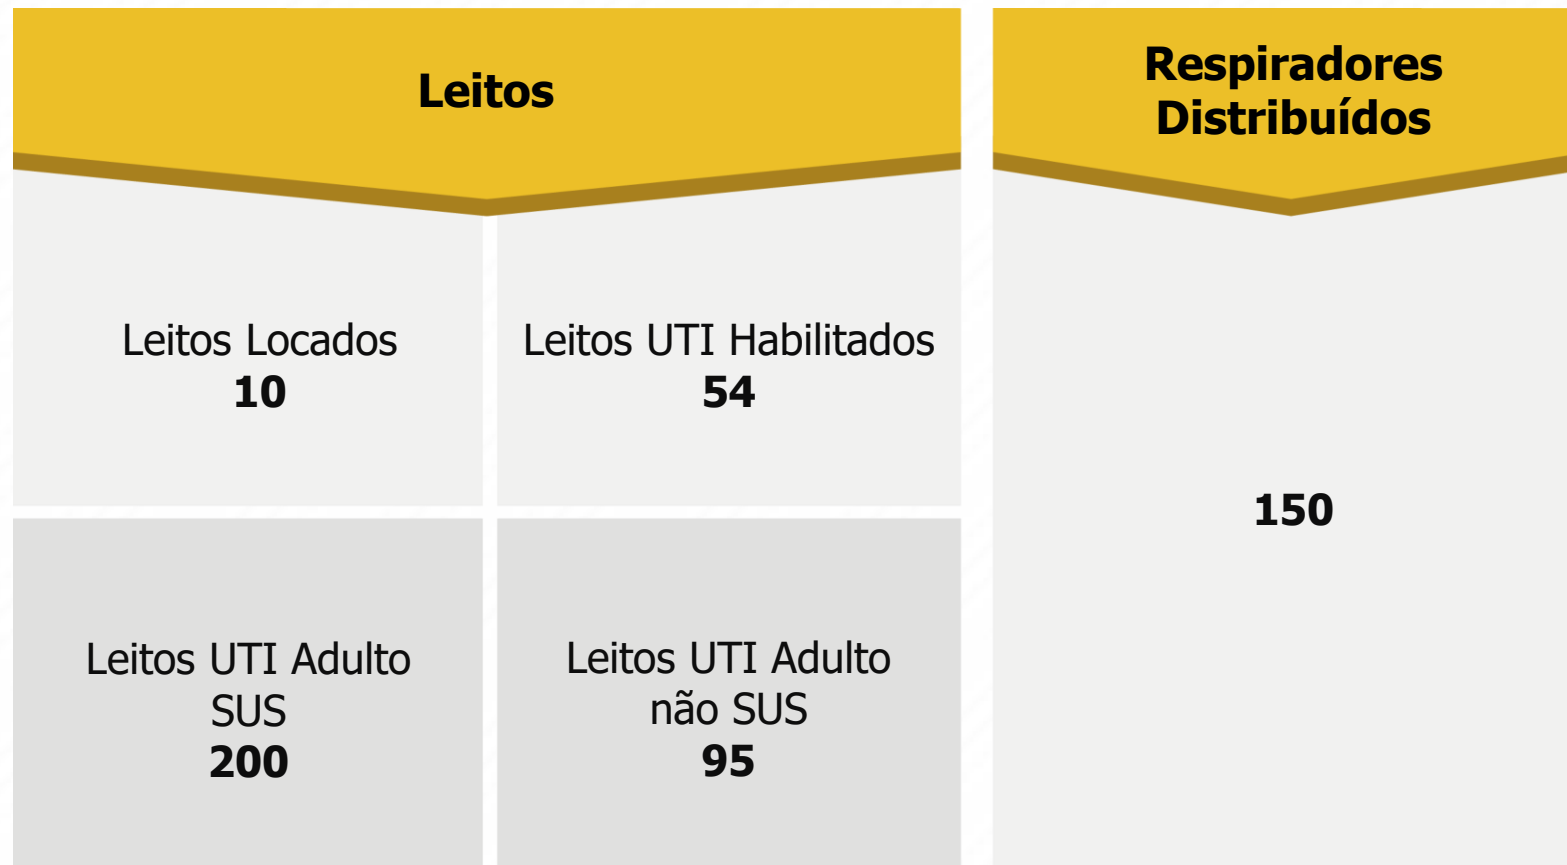 Leitos
Leitos Locados
10
Leitos UTI Habilitados
54
Leitos UTI Adulto
SUS
200
Leitos UTI Adulto
não SUS
95
Respiradores
Distribuídos
150